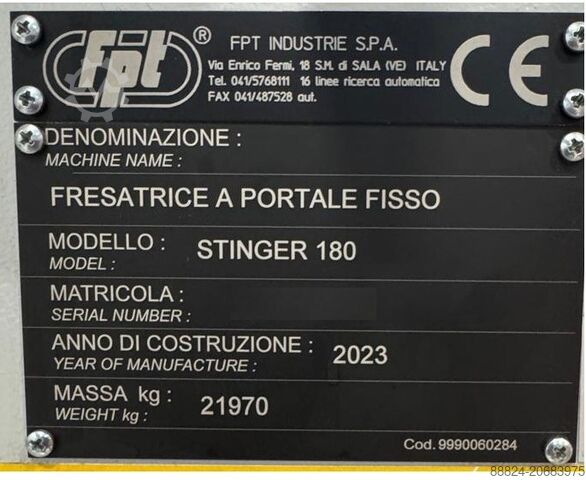 fpt ®
FPT INDUSTRIE S.P.A.
Via Enrico Fermi, 18 S.M. di SALA (VE) ITALY
Tel. 041/5768111 16 linee ricerca automatica
FAX 041/487528 aut.
CE
DENOMINAZIONE :
MACHINE NAME :
FRESATRICE A PORTALE FISSO
MODELLO : STINGER 180
MODEL :
MATRICOLA :
SERIAL NUMBER :
ANNO DI COSTRUZIONE : 2023
YEAR OF MANUFACTURE :
MASSA kg : 21970
WEIGHT kg :
Cod. 9990060284
88824-20683975